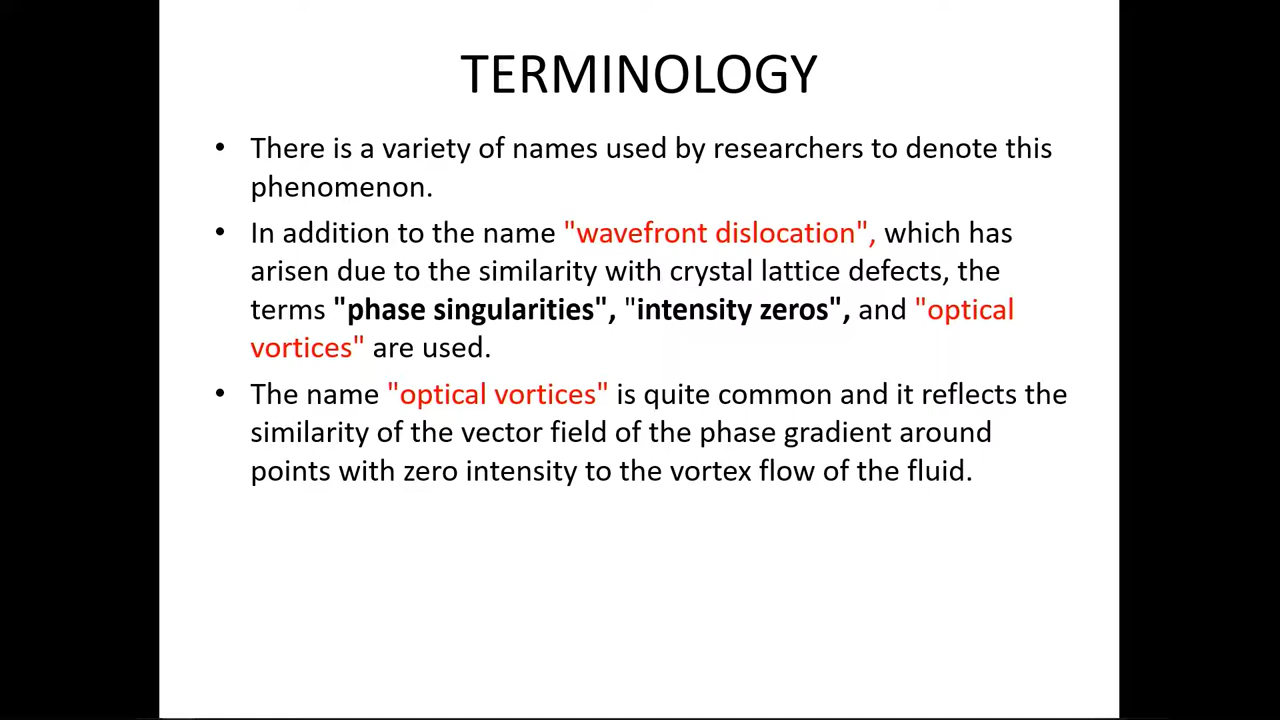 TERMINOLOGY
• There is a variety of names used by researchers to denote this
phenomenon.
• In addition to the name "wavefront dislocation", which has
arisen due to the similarity with crystal lattice defects, the
terms "phase singularities", "intensity zeros", and "optical
vortices" are used.
• The name "optical vortices" is quite common and it reflects the
similarity of the vector field of the phase gradient around
points with zero intensity to the vortex flow of the fluid.